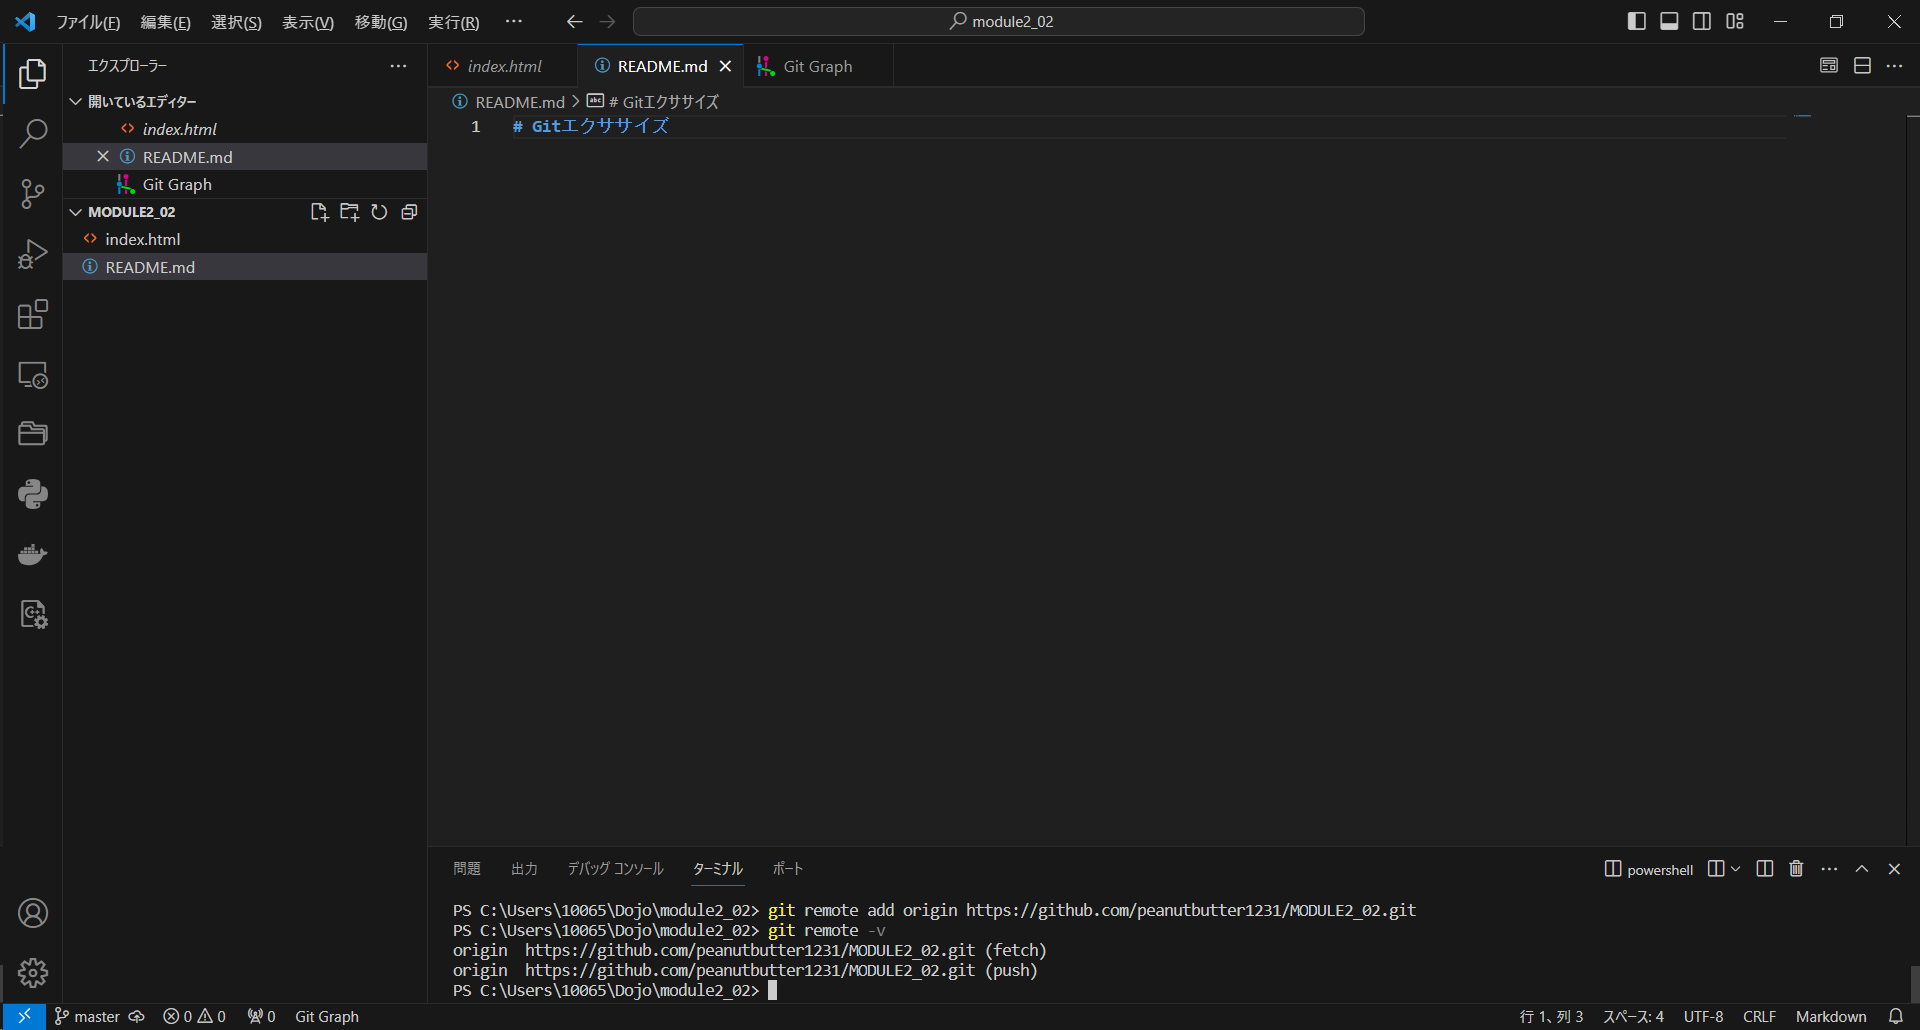 ファイル(F) 編集(E) 選択(S) 表示(V) 移動(G) 実行(R) ··· module2_02
エクスプローラー
開いているエディター
index.html
README.md
Git Graph
MODULE2_02
index.html
README.md
index.html README.md Git Graph
README.md > # Gitエクササイズ
1 # Gitエクササイズ
問題 出力 デバッグ コンソール ターミナル ポート powershell
PS C:\Users\10065\Dojo\module2_02> git remote add origin https://github.com/peanutbutter1231/MODULE2_02.git
PS C:\Users\10065\Dojo\module2_02> git remote -v
origin https://github.com/peanutbutter1231/MODULE2_02.git (fetch)
origin https://github.com/peanutbutter1231/MODULE2_02.git (push)
PS C:\Users\10065\Dojo\module2_02>
master 0 0 0 Git Graph 行 1、列 3 スペース: 4 UTF-8 CRLF Markdown